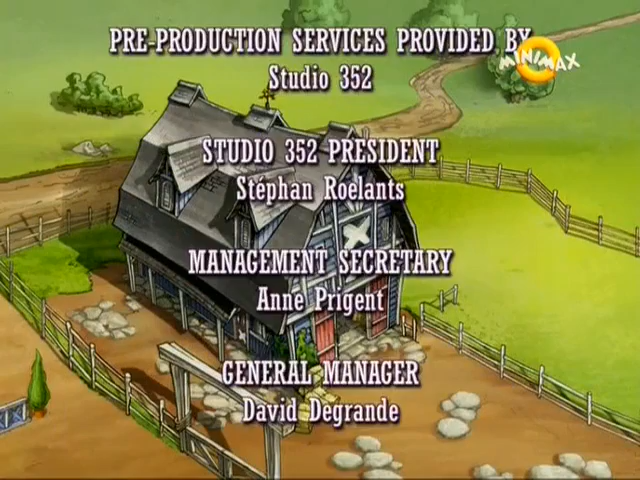 PRE-PRODUCTION SERVICES PROVIDED BY
MINIMAX
Studio 352
STUDIO 352 PRESIDENT
Stéphan Roelants
MANAGEMENT SECRETARY
Anne Prigent
GENERAL MANAGER
David Degrande